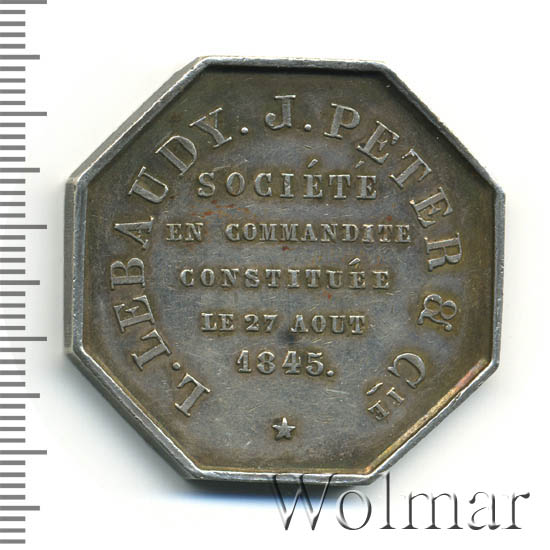 L. LEBAUDY. J. PETER & CIE
SOCIÉTÉ
EN COMMANDITE
CONSTITUÉE
LE 27 AOUT
1845.
Wolmar